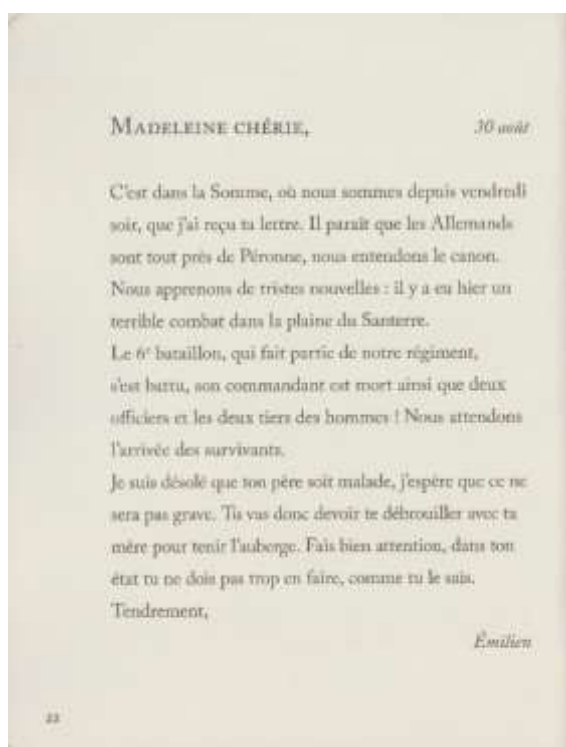 MADELEINE CHÉRIE, 30 août
C'est dans la Somme, où nous sommes depuis vendredi
soir, que j'ai reçu ta lettre. Il paraît que les Allemands
sont tout près de Péronne, nous entendons le canon.
Nous apprenons de tristes nouvelles : il y a eu hier un
terrible combat dans la plaine du Santerre.
Le 6e bataillon, qui fait partie de notre régiment,
s'est battu, son commandant est mort ainsi que deux
officiers et les deux tiers des hommes ! Nous attendons
l'arrivée des survivants.
Je suis désolé que ton père soit malade, j'espère que ce ne
sera pas grave. Tu vas donc devoir te débrouiller avec ta
mère pour tenir l'auberge. Fais bien attention, dans ton
état tu ne dois pas trop en faire, comme tu le sais.
Tendrement,
Émilien
22